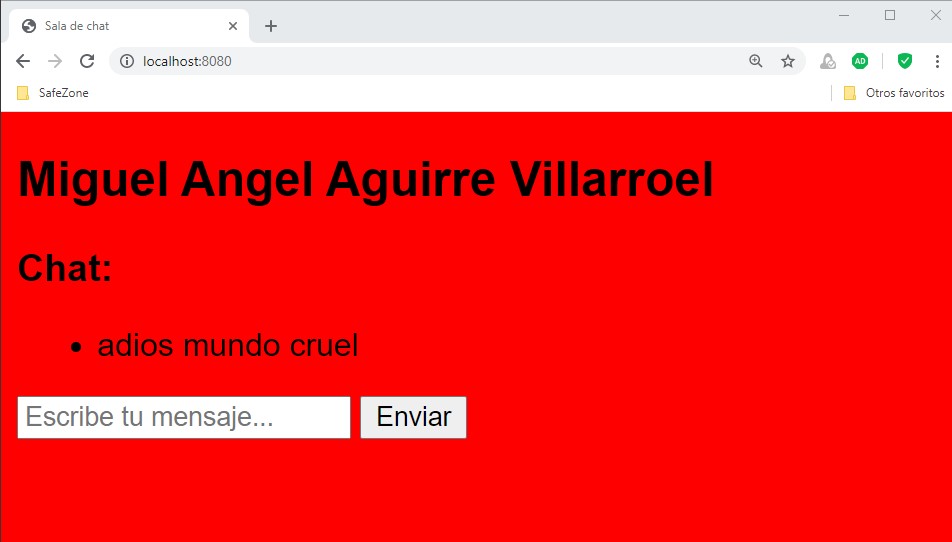 Sala de chat
localhost:8080
AD
SafeZone
Otros favoritos
Miguel Angel Aguirre Villarroel
Chat:
• adios mundo cruel
Escribe tu mensaje... Enviar